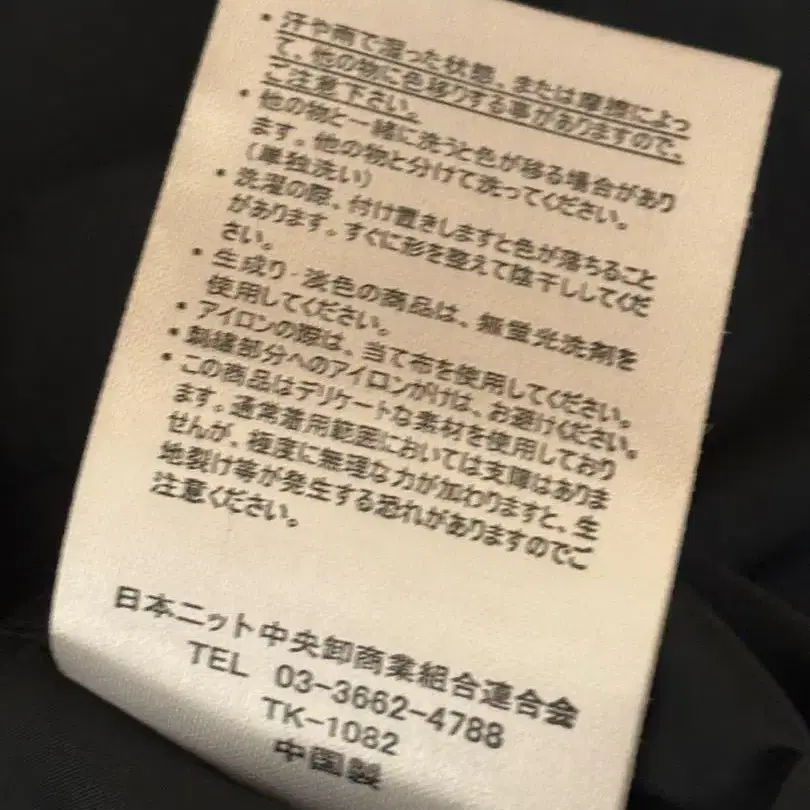 ・汗や雨で湿った状態、または摩擦によっ
て、他の物に色移りする事がありますので、
ご注意下さい。
・他の物と一緒に洗うと色が移る場合があり
ます。他の物と分けて洗ってください。
(単独洗い)
・洗濯の際、付け置きしますと色が落ちること
があります。すぐに形を整えて陰干ししてくだ
さい。
・生成り・淡色の商品は、無蛍光洗剤を
使用してください。
・アイロンの際は、当て布を使用してください。
・刺繍部分へのアイロンがけは、お避けください。
・この商品はデリケートな素材を使用しており
ます。通常着用範囲においては支障はありま
せんが、極度に無理な力が加わりますと、生
地裂け等が発生する恐れがありますのでご
注意ください。
日本ニット中央卸商業組合連合会
TEL 03-3662-4788
TK-1082
中国製